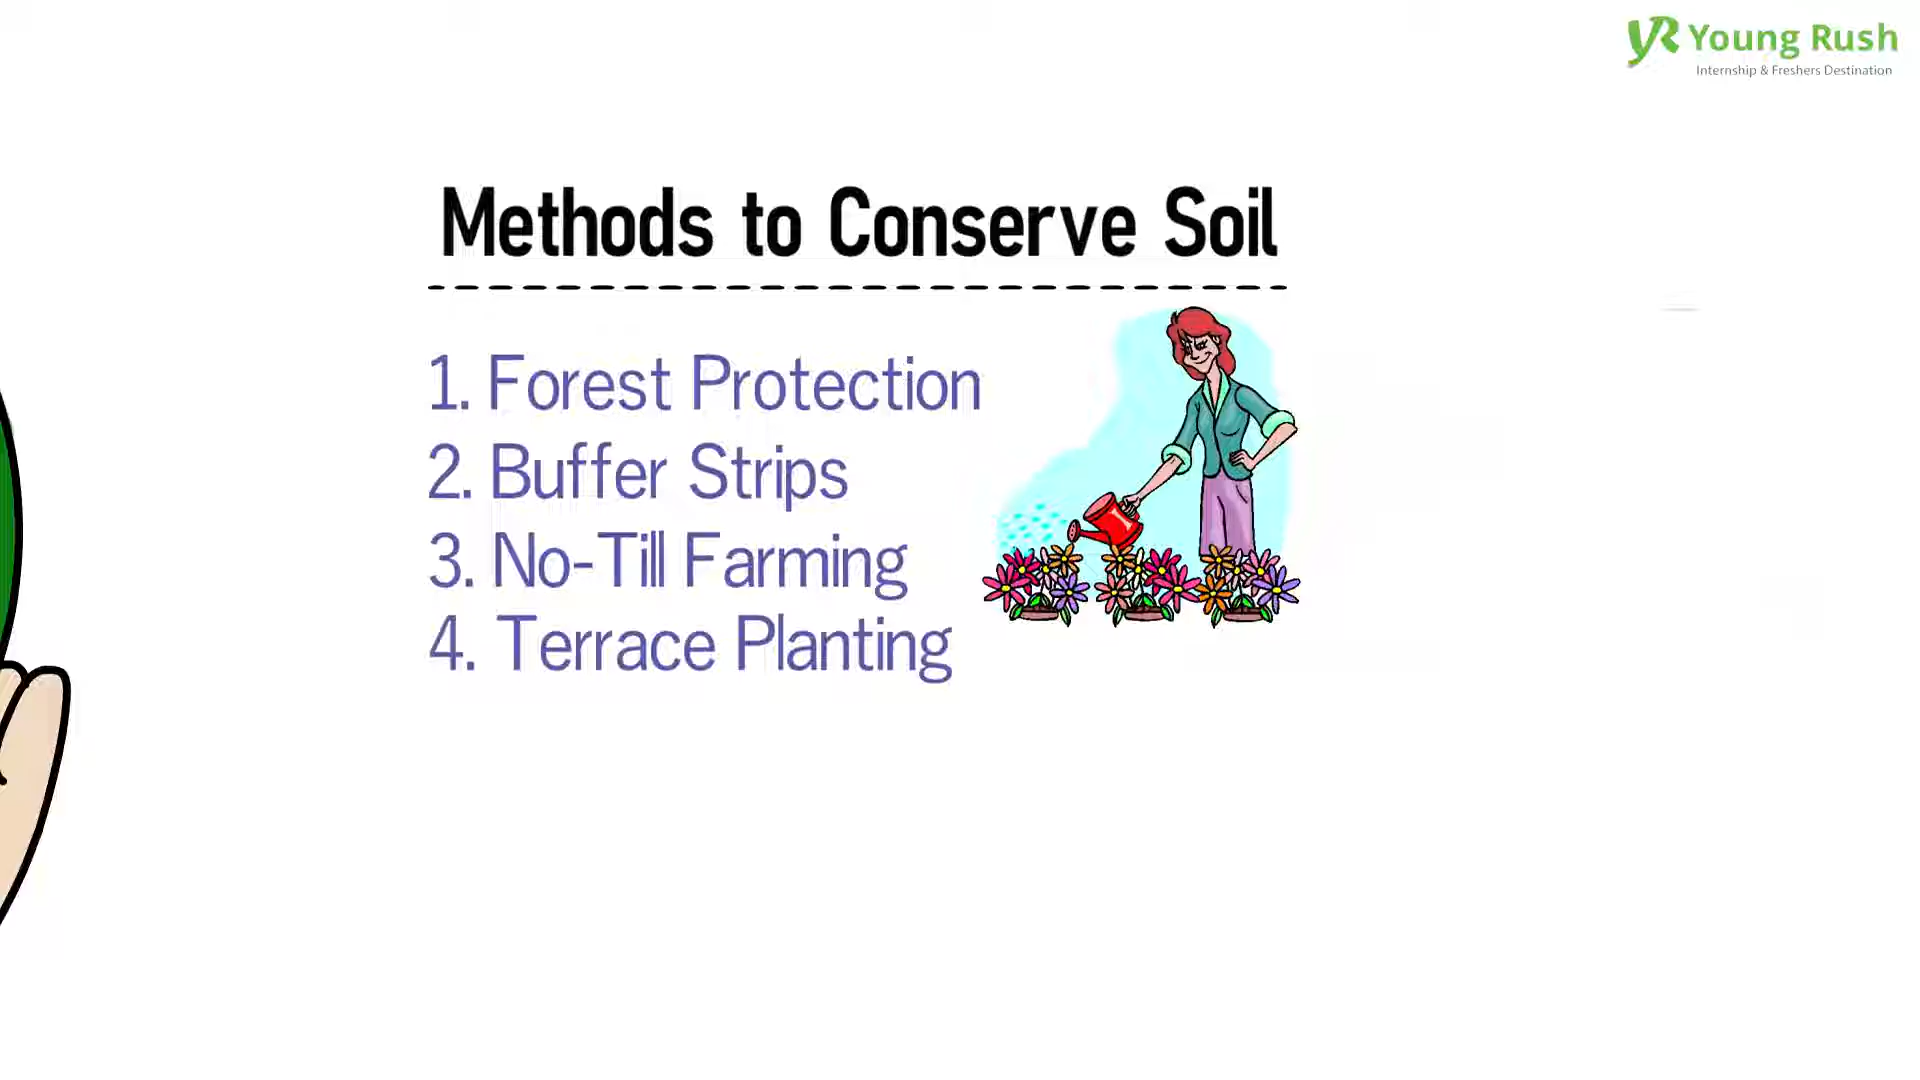 Young Rush
Internship & Freshers Destination
Methods to Conserve Soil
1. Forest Protection
2. Buffer Strips
3. No-Till Farming
4. Terrace Planting